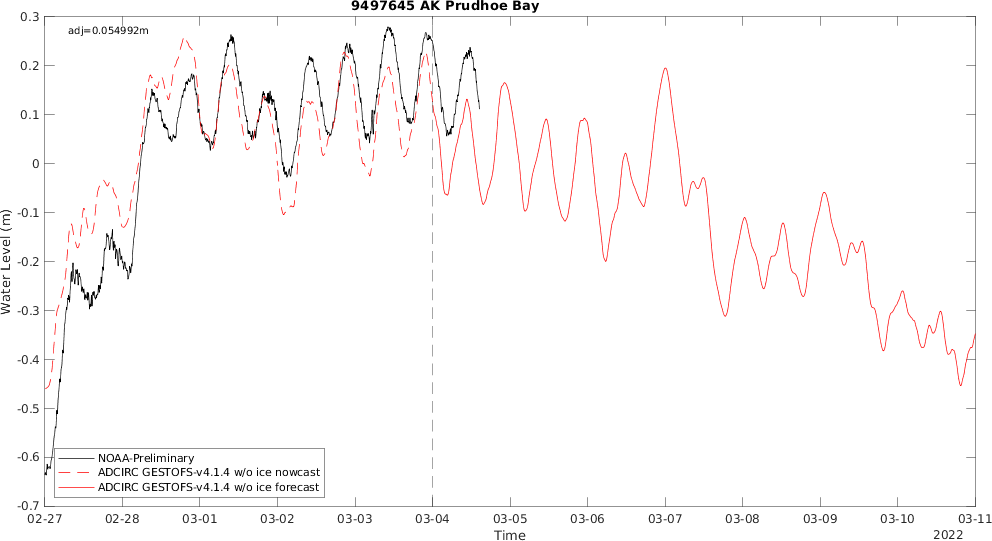 9497645 AK Prudhoe Bay
adj=0.054992m
0.3
0.2
0.1
0
-0.1
-0.2
-0.3
-0.4
-0.5
-0.6
-0.7
Water Level (m)
NOAA-Preliminary
ADCIRC GESTOFS-v4.1.4 w/o ice nowcast
ADCIRC GESTOFS-v4.1.4 w/o ice forecast
02-27 02-28 03-01 03-02 03-03 03-04 03-05 03-06 03-07 03-08 03-09 03-10 03-11
Time
2022